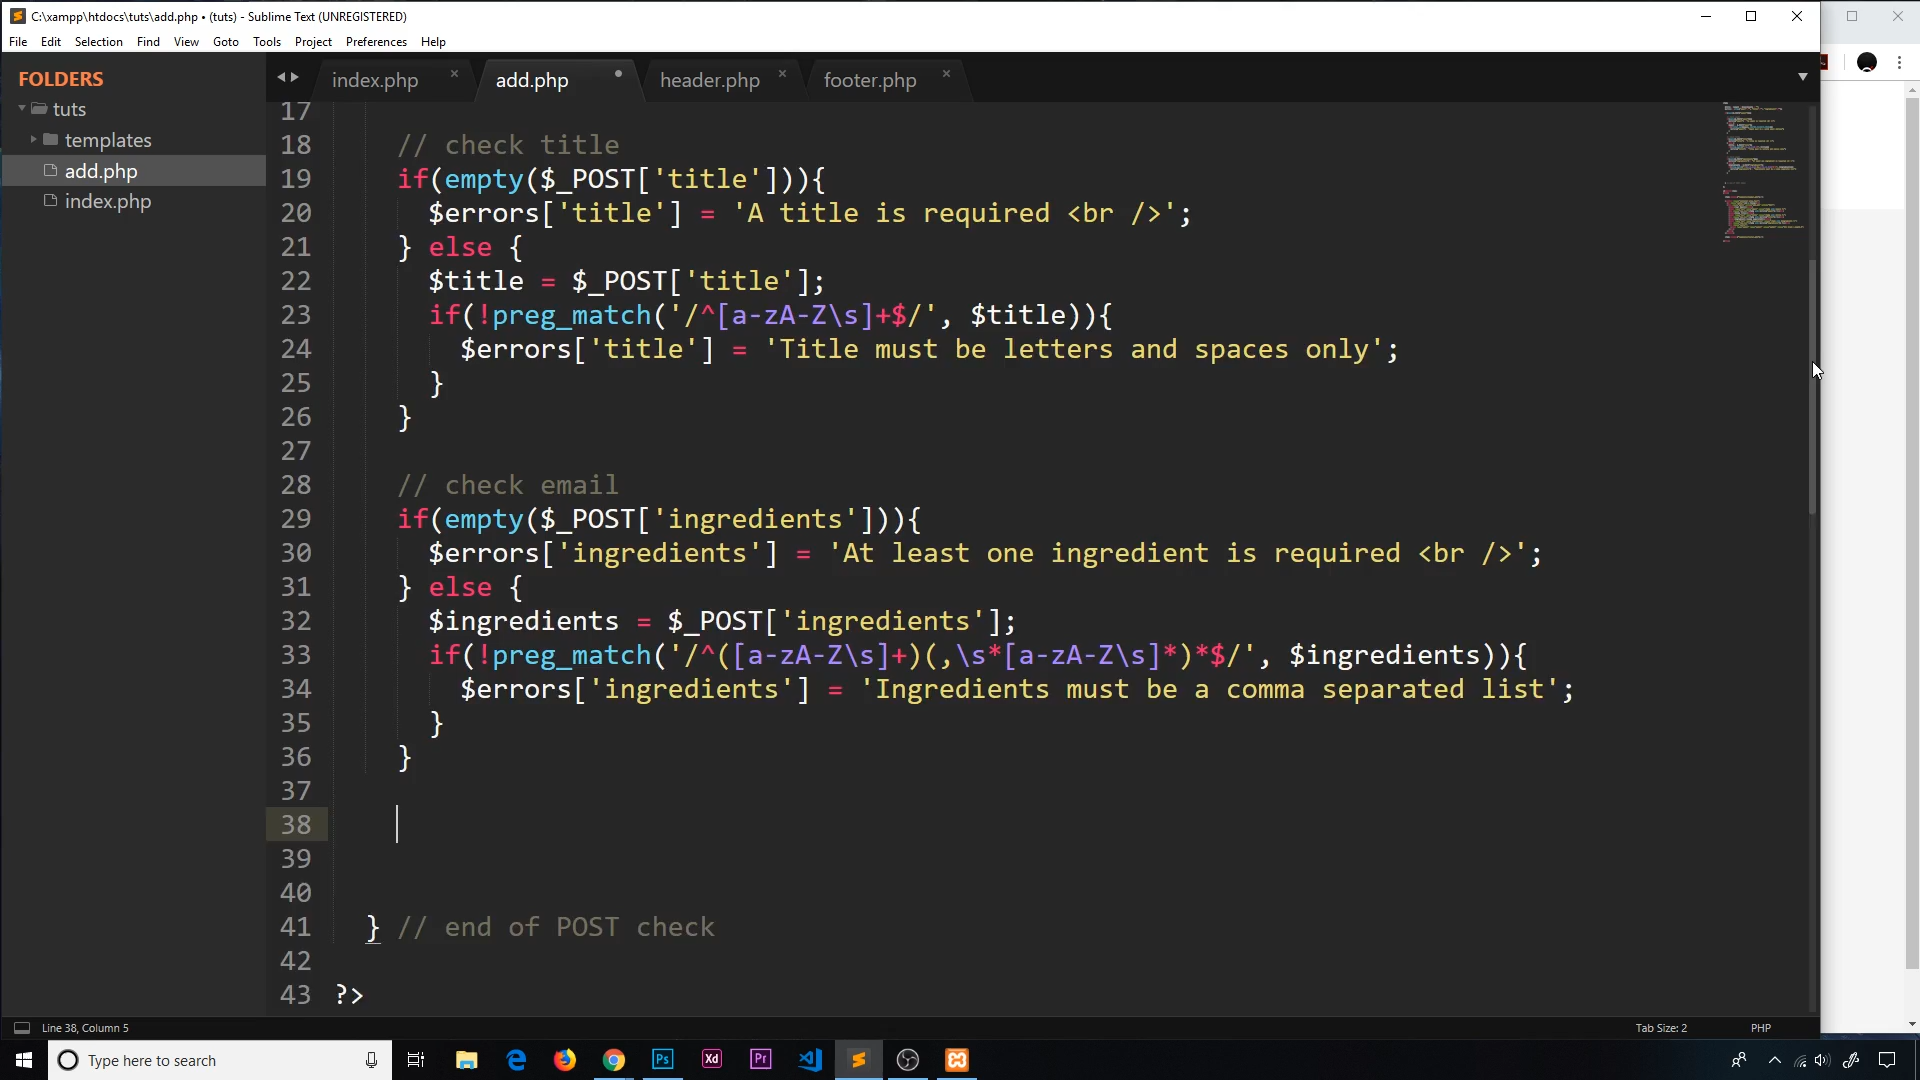 C:\xampp\htdocs\tuts\add.php • (tuts) - Sublime Text (UNREGISTERED)
File Edit Selection Find View Goto Tools Project Preferences Help
FOLDERS
tuts
templates
add.php
index.php
index.php × add.php • header.php × footer.php ×
17
18 // check title
19 if(empty($_POST['title'])){
20 $errors['title'] = 'A title is required <br />';
21 } else {
22 $title = $_POST['title'];
23 if(!preg_match('/^[a-zA-Z\s]+$/', $title)){
24 $errors['title'] = 'Title must be letters and spaces only';
25 }
26 }
27
28 // check email
29 if(empty($_POST['ingredients'])){
30 $errors['ingredients'] = 'At least one ingredient is required <br />';
31 } else {
32 $ingredients = $_POST['ingredients'];
33 if(!preg_match('/^([a-zA-Z\s]+)(,\s*[a-zA-Z\s]*)*$/', $ingredients)){
34 $errors['ingredients'] = 'Ingredients must be a comma separated list';
35 }
36 }
37
38
39
40
41 } // end of POST check
42
43 ?>
Line 38, Column 5 Tab Size: 2 PHP
Type here to search Ps Xd Pr